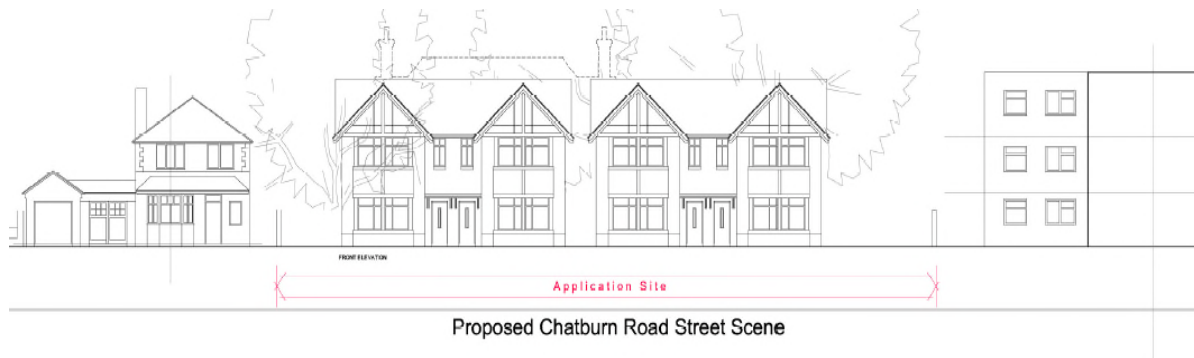 FRONT ELEVATION
Application Site
Proposed Chatburn Road Street Scene